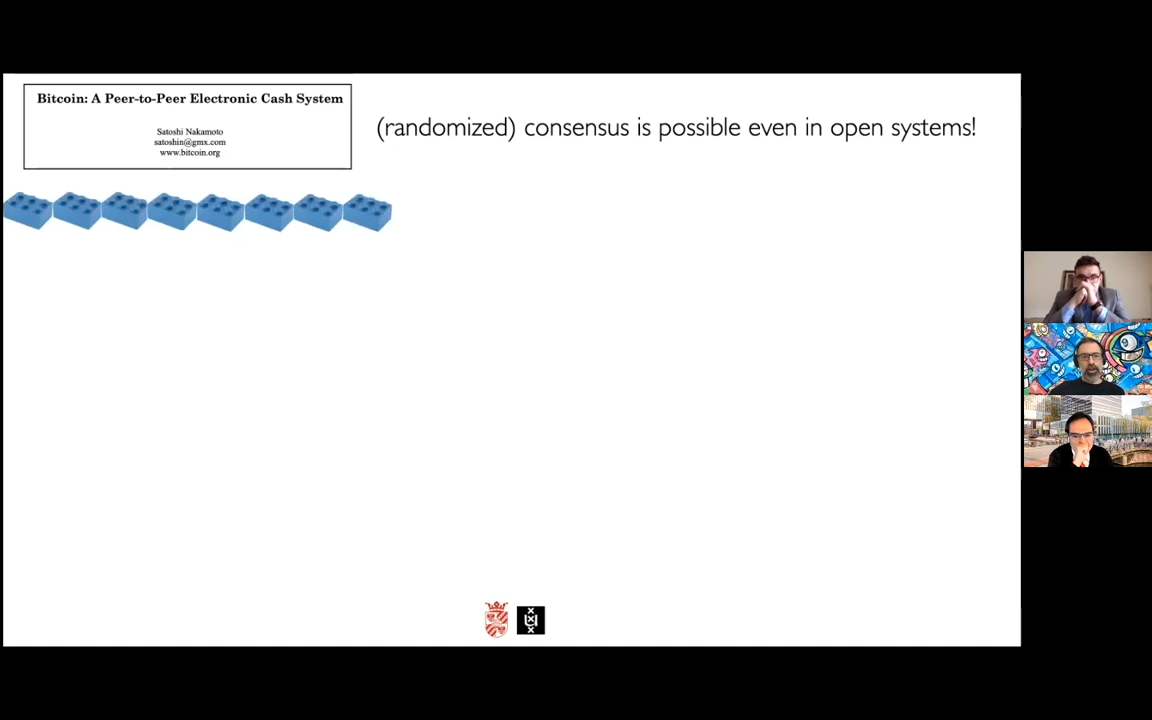 Bitcoin: A Peer-to-Peer Electronic Cash System
Satoshi Nakamoto
satoshin@gmx.com
www.bitcoin.org
(randomized) consensus is possible even in open systems!